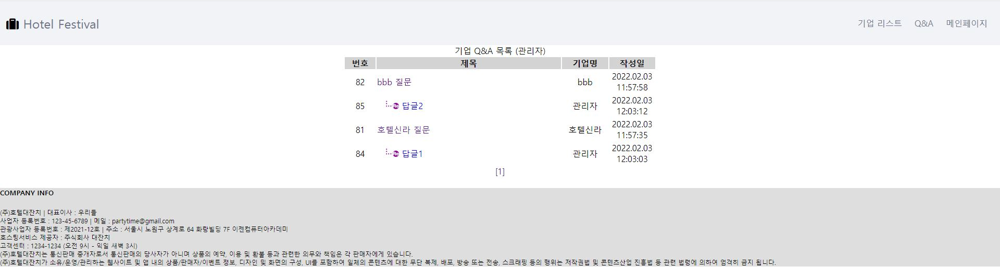 Hotel Festival
기업 리스트 Q&A 메인페이지
기업 Q&A 목록 (관리자)
번호 제목 기업명 작성일
82 bbb 질문 bbb 2022.02.03 11:57:58
85 Re 답글2 관리자 2022.02.03 12:03:12
81 호텔신라 질문 호텔신라 2022.02.03 11:57:35
84 Re 답글1 관리자 2022.02.03 12:03:03
[1]
COMPANY INFO
(주)호텔대잔치 | 대표이사 : 우리들
사업자 등록번호 : 123-45-6789 | 메일 : partytime@gmail.com
관광사업자 등록번호 : 제2021-12호 | 주소 : 서울시 노원구 상계로 64 화랑빌딩 7F 이젠컴퓨터아카데미
호스팅서비스 제공자 : 주식회사 대잔치
고객센터 : 1234-1234 (오전 9시 - 익일 새벽 3시)
(주)호텔대잔치는 통신판매 중개자로서 통신판매의 당사자가 아니며 상품의 예약, 이용 및 환불 등과 관련한 의무와 책임은 각 판매자에게 있습니다.
(주)호텔대잔치가 소유/운영/관리하는 웹사이트 및 앱 내의 상품/판매자/이벤트 정보, 디자인 및 화면의 구성, UI를 포함하여 일체의 콘텐츠에 대한 무단 복제, 배포, 방송 또는 전송, 스크래핑 등의 행위는 저작권법 및 콘텐츠산업 진흥법 등 관련 법령에 의하여 엄격히 금지 됩니다.